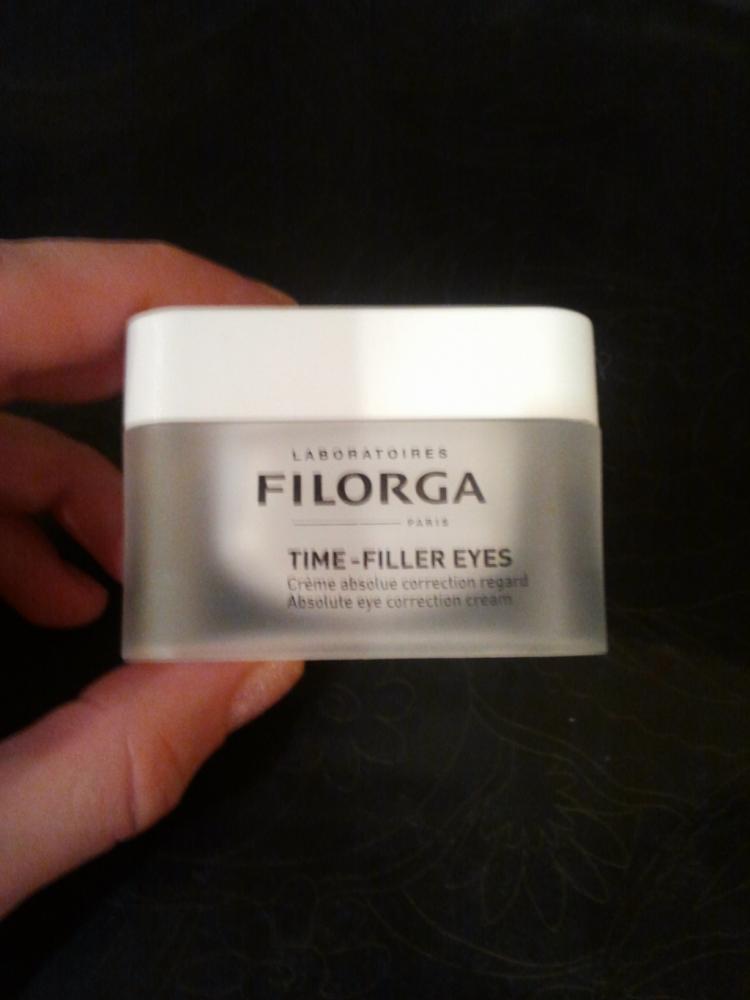 LABORATOIRES
FILORGA
PARIS
TIME-FILLER EYES
Crème absolue correction regard
Absolute eye correction cream